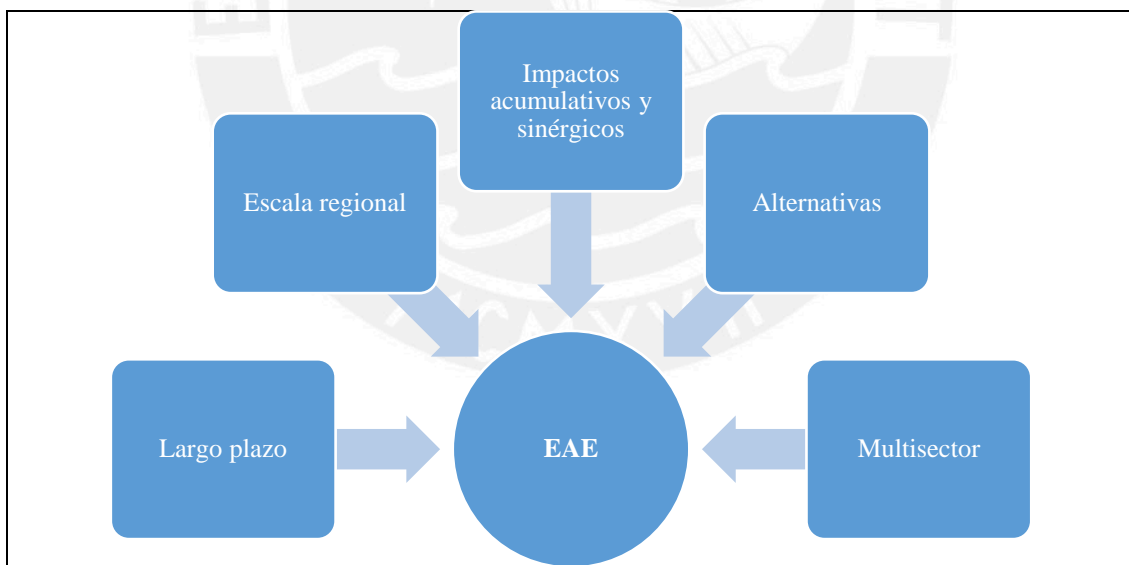 Impactos
acumulativos y
sinérgicos
Escala regional
Alternativas
Largo plazo
EAE
Multisector